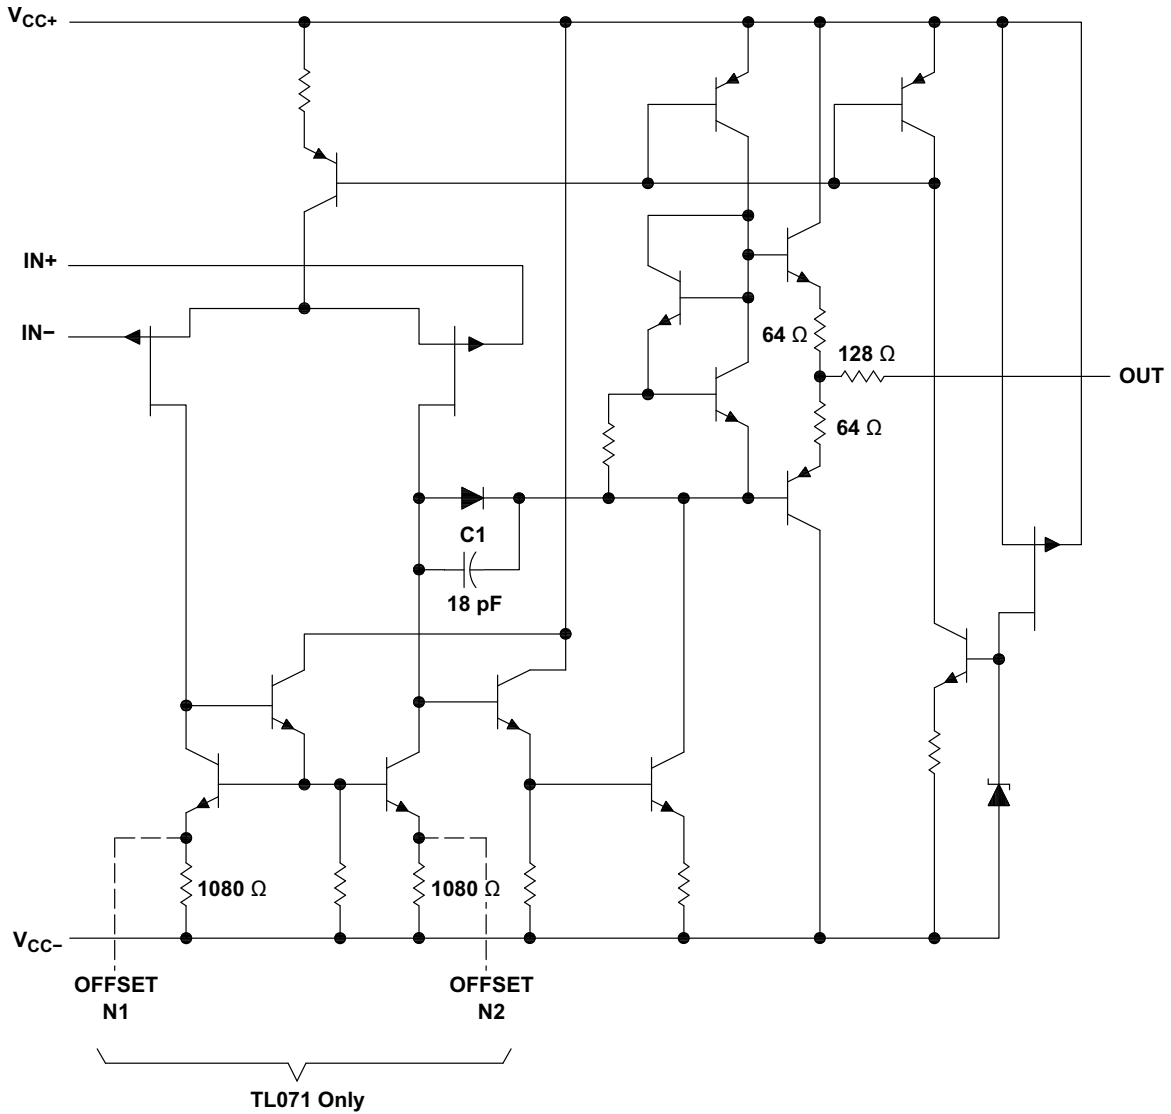 VCC+
IN+
IN−
64 Ω
128 Ω
OUT
64 Ω
C1
18 pF
1080 Ω
1080 Ω
VCC−
OFFSET
N1
OFFSET
N2
TL071 Only